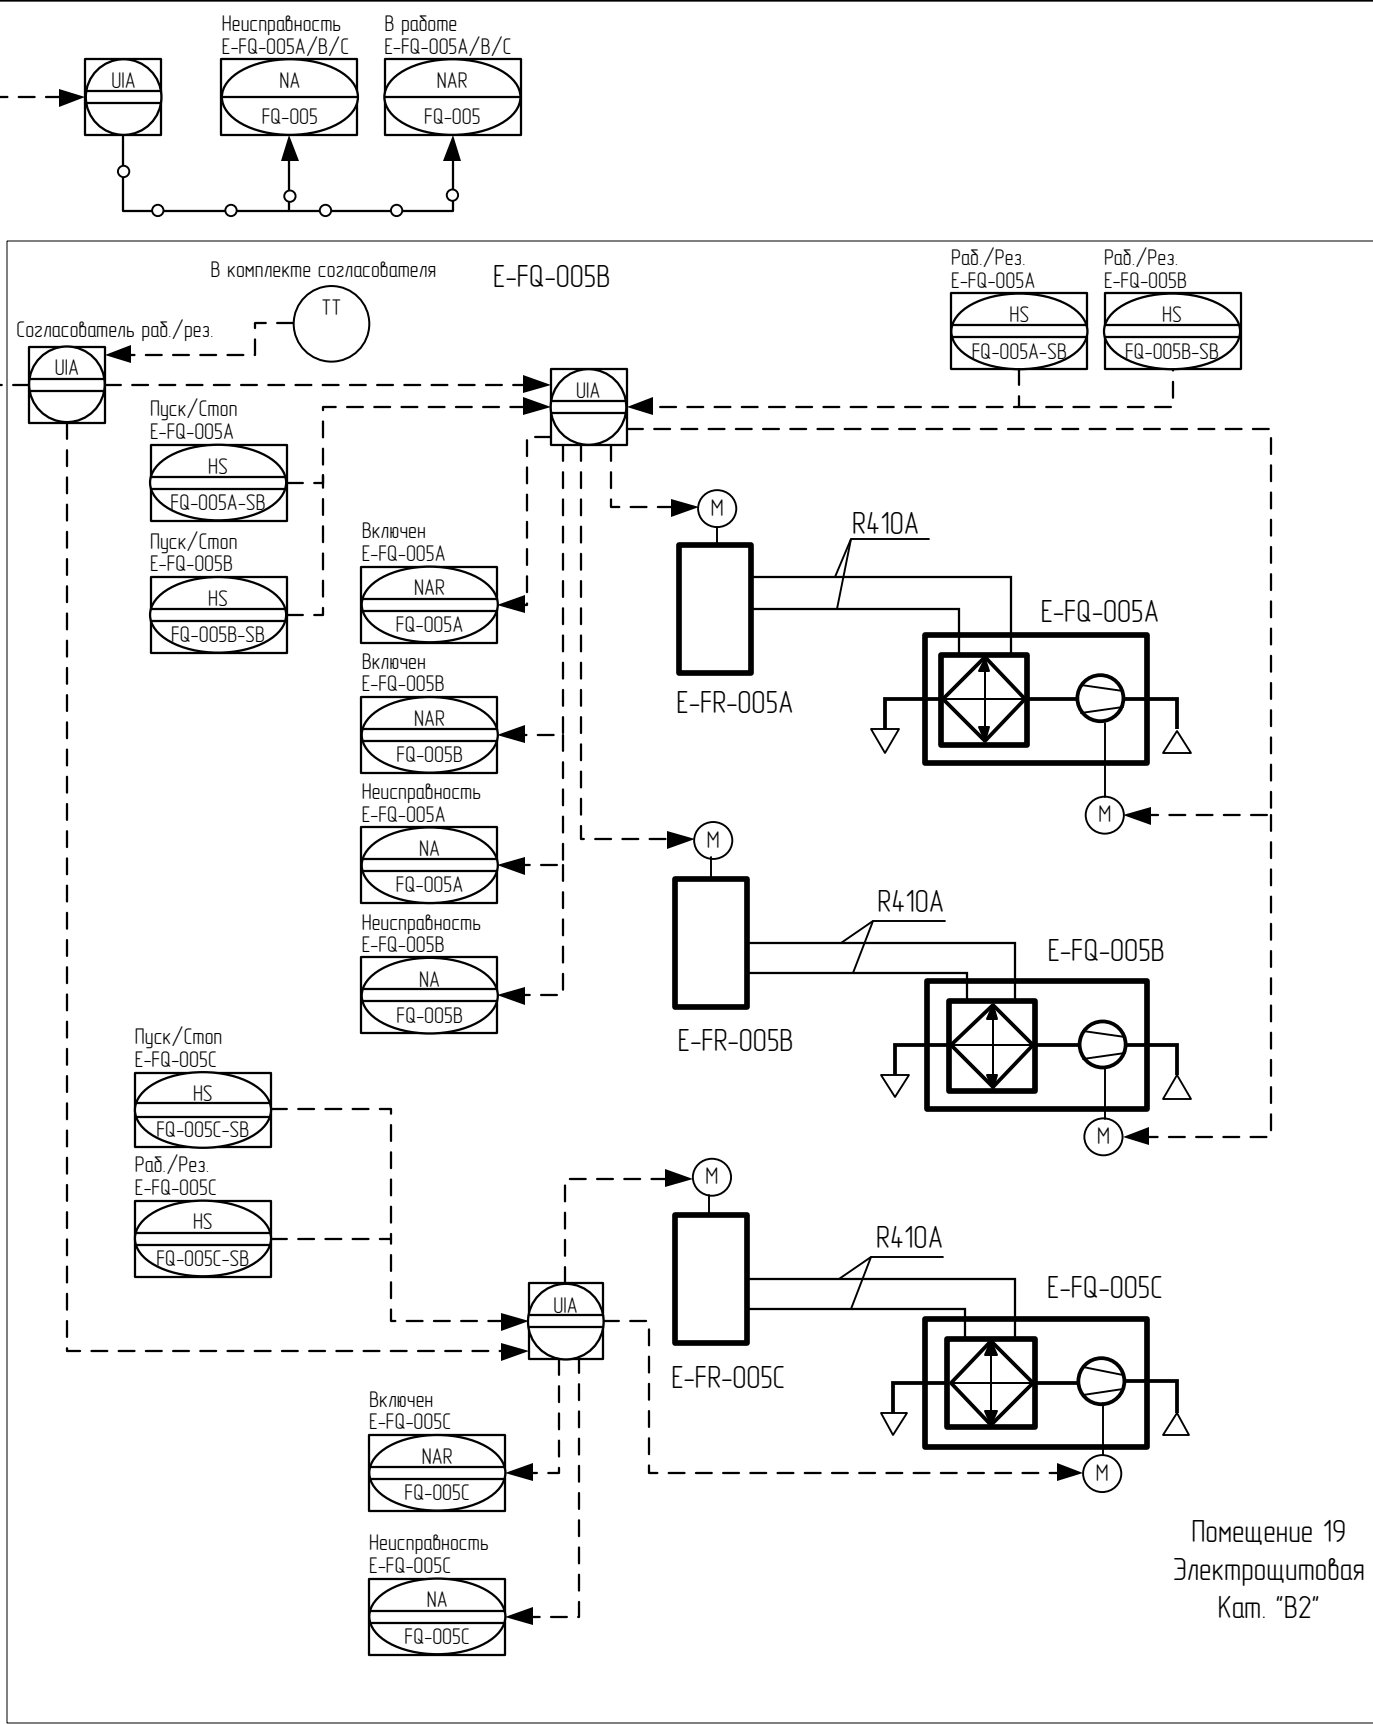 Неисправность
E-FQ-005A/B/C
В работе
E-FQ-005A/B/C
UIA
NA
FQ-005
NAR
FQ-005
В комплекте согласователя
TT
E-FQ-005B
Раб./Рез.
E-FQ-005A
HS
FQ-005A-SB
Раб./Рез.
E-FQ-005B
HS
FQ-005B-SB
Согласователь раб./рез.
UIA
UIA
Пуск/Стоп
E-FQ-005A
HS
FQ-005A-SB
Пуск/Стоп
E-FQ-005B
HS
FQ-005B-SB
Включен
E-FQ-005A
NAR
FQ-005A
Включен
E-FQ-005B
NAR
FQ-005B
Неисправность
E-FQ-005A
NA
FQ-005A
Неисправность
E-FQ-005B
NA
FQ-005B
M
R410A
E-FR-005A
E-FQ-005A
M
M
R410A
E-FR-005B
E-FQ-005B
M
Пуск/Стоп
E-FQ-005C
HS
FQ-005C-SB
Раб./Рез.
E-FQ-005C
HS
FQ-005C-SB
UIA
M
R410A
E-FR-005C
E-FQ-005C
M
Включен
E-FQ-005C
NAR
FQ-005C
Неисправность
E-FQ-005C
NA
FQ-005C
Помещение 19
Электрощитовая
Кат. "В2"